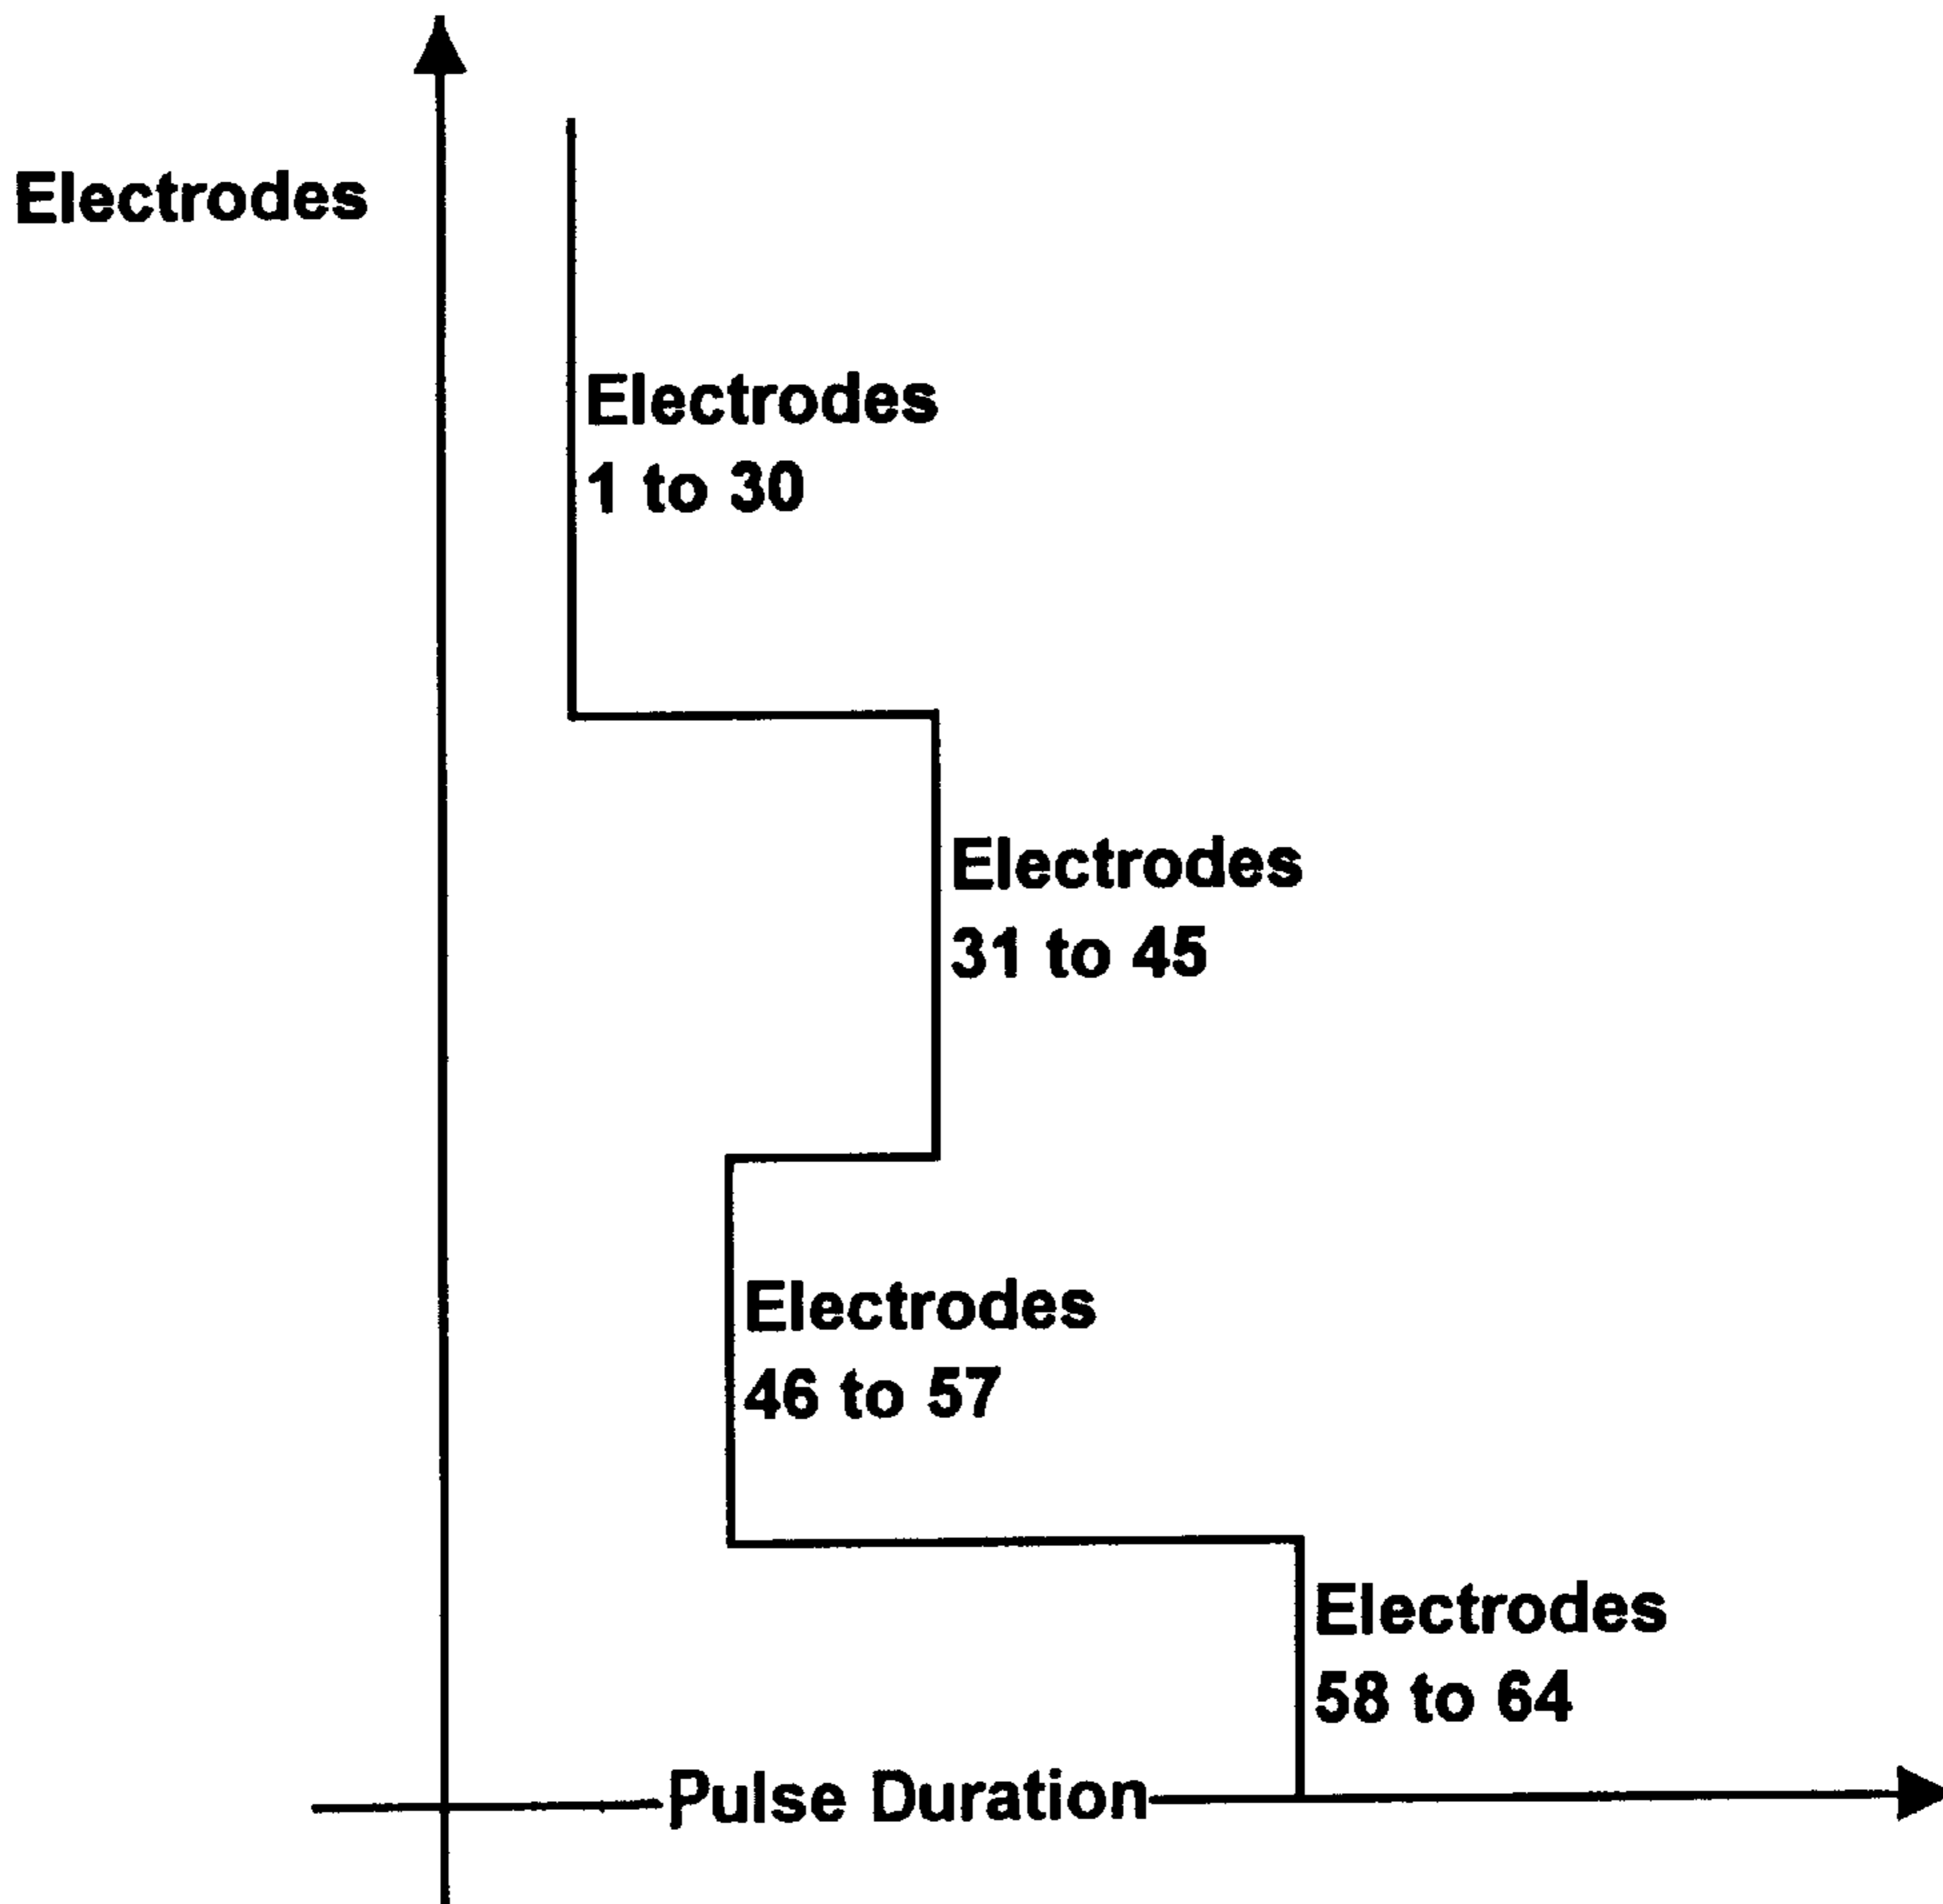 Electrodes
Electrodes
1 to 30
Electrodes
31 to 45
Electrodes
46 to 57
Electrodes
58 to 64
Pulse Duration